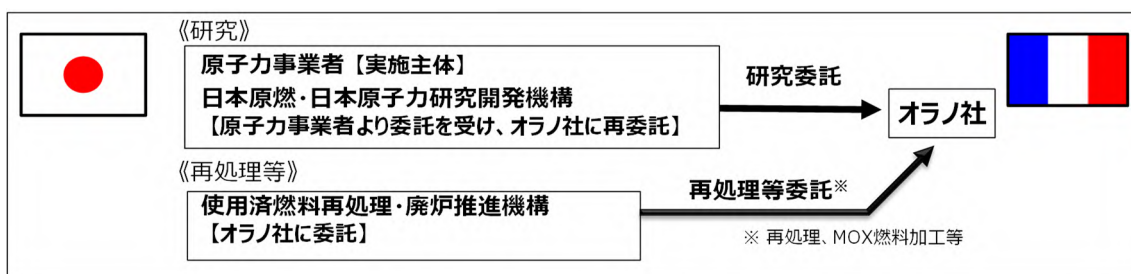 《研究》
原子力事業者【実施主体】
日本原燃・日本原子力研究開発機構
【原子力事業者より委託を受け、オラノ社に再委託】
研究委託
オラノ社
《再処理等》
使用済燃料再処理・廃炉推進機構
【オラノ社に委託】
再処理等委託※
※ 再処理、MOX燃料加工等